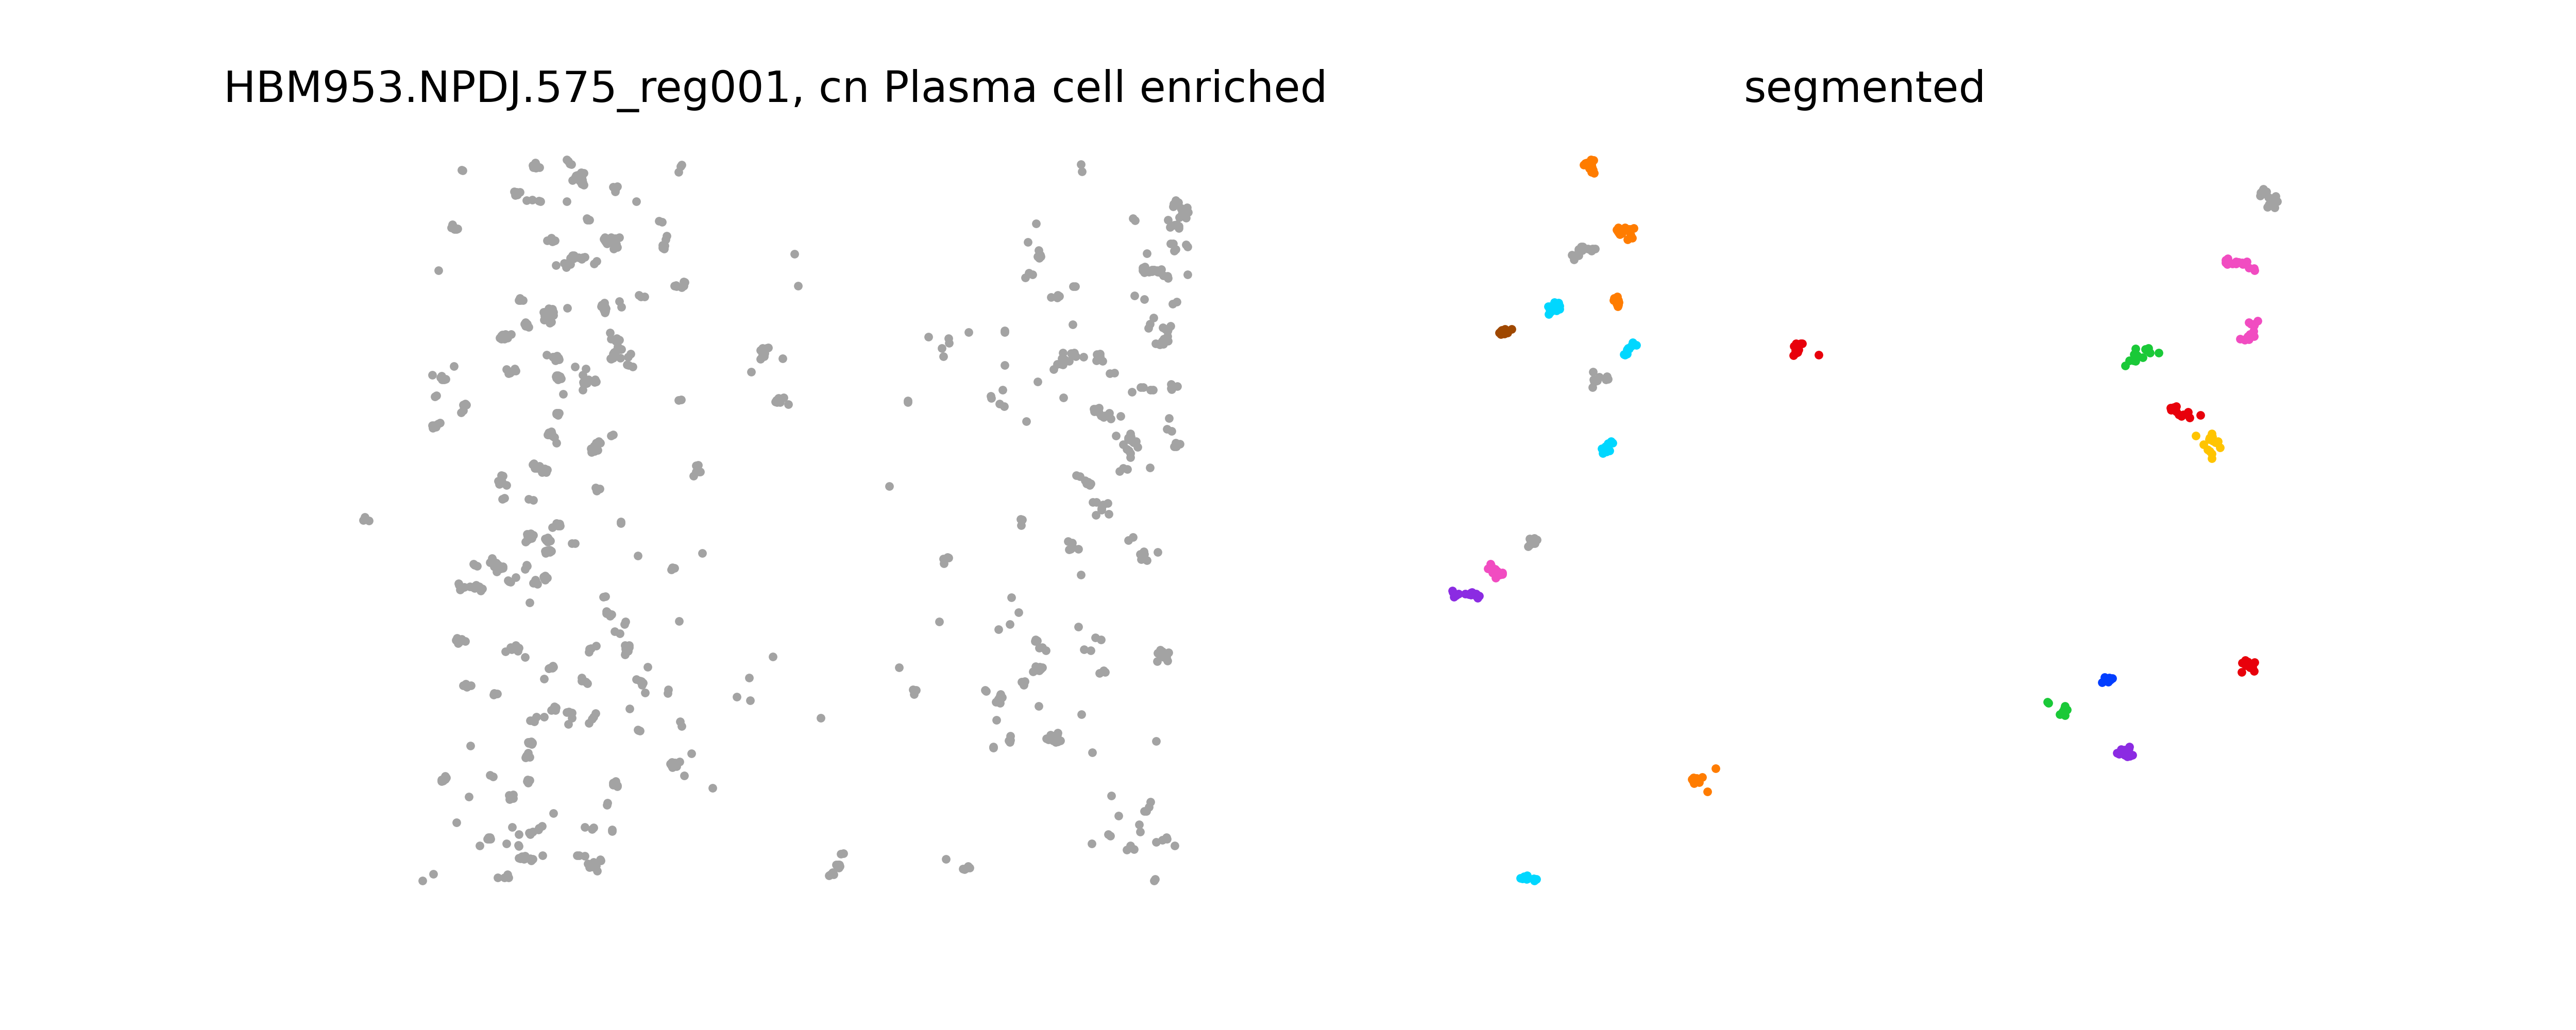 HBM953.NPDJ.575_reg001, cn Plasma cell enriched
segmented